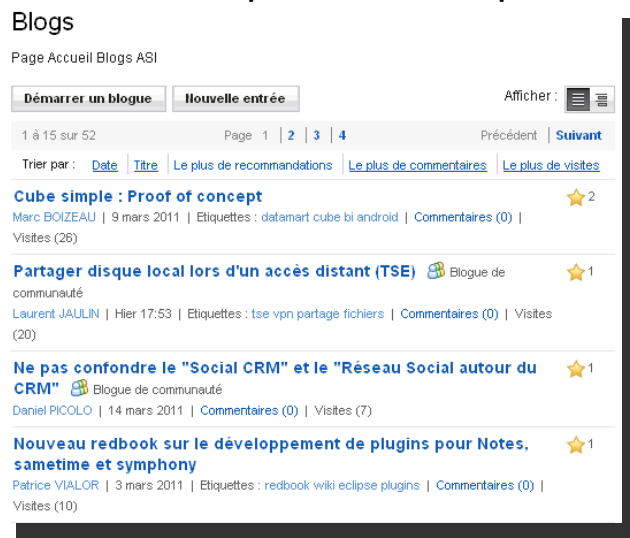 Blogs
Page Accueil Blogs ASI
Démarrer un blogue Nouvelle entrée Afficher :
1 à 15 sur 52 Page 1 | 2 | 3 | 4 Précédent | Suivant
Trier par : Date | Titre | Le plus de recommandations | Le plus de commentaires | Le plus de visites
Cube simple : Proof of concept 2
Marc BOIZEAU | 9 mars 2011 | Etiquettes : datamart cube bi android | Commentaires (0) |
Visites (26)
Partager disque local lors d'un accès distant (TSE) Blogue de 1
communauté
Laurent JAULIN | Hier 17:53 | Etiquettes : tse vpn partage fichiers | Commentaires (0) | Visites
(20)
Ne pas confondre le "Social CRM" et le "Réseau Social autour du 1
CRM" Blogue de communauté
Daniel PICOLO | 14 mars 2011 | Commentaires (0) | Visites (7)
Nouveau redbook sur le développement de plugins pour Notes, 1
sametime et symphony
Patrice VIALOR | 3 mars 2011 | Etiquettes : redbook wiki eclipse plugins | Commentaires (0) |
Visites (10)